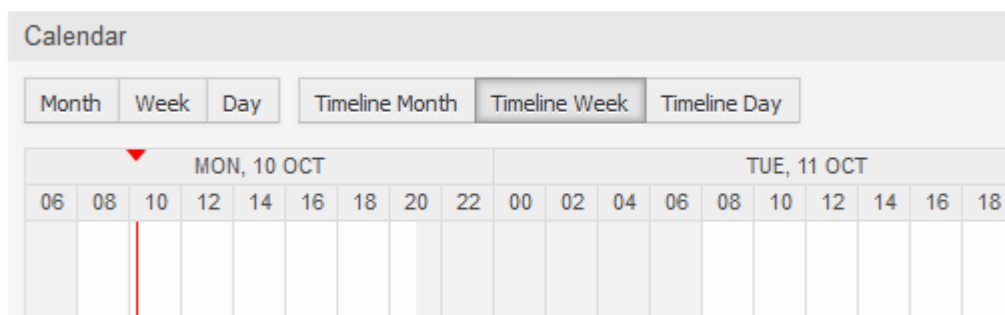 Calendar
Month Week Day Timeline Month Timeline Week Timeline Day
MON, 10 OCT TUE, 11 OCT
06 08 10 12 14 16 18 20 22 00 02 04 06 08 10 12 14 16 18